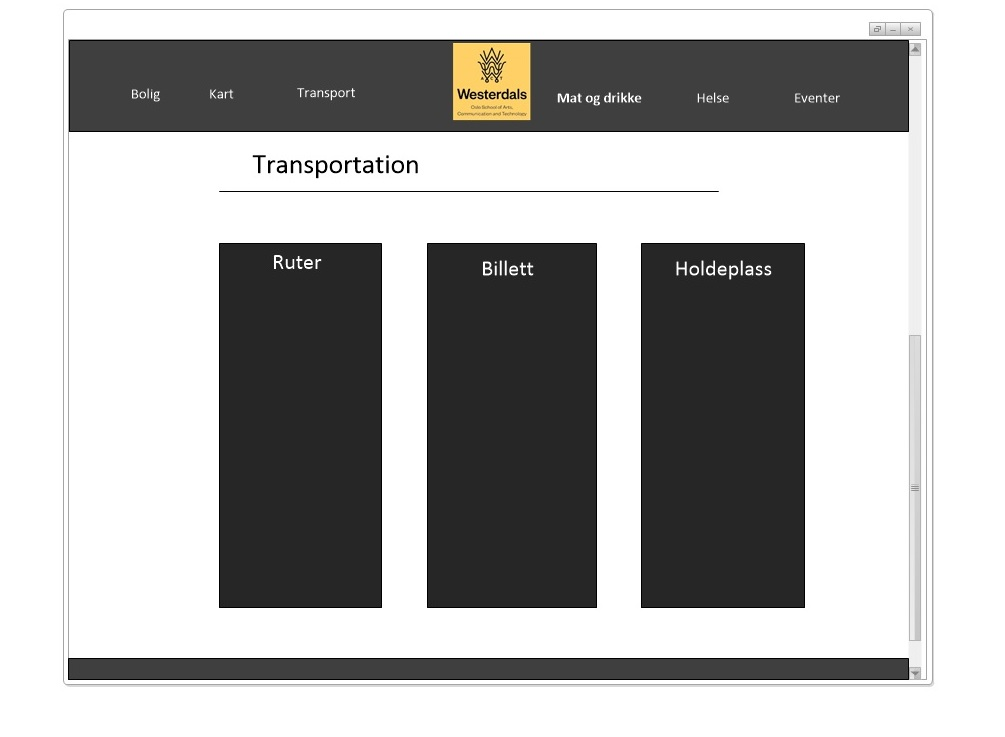 Bolig
Kart
Transport
ACT
Westerdals
Oslo School of Arts,
Communication and Technology
Mat og drikke
Helse
Eventer
Transportation
Ruter
Billett
Holdeplass